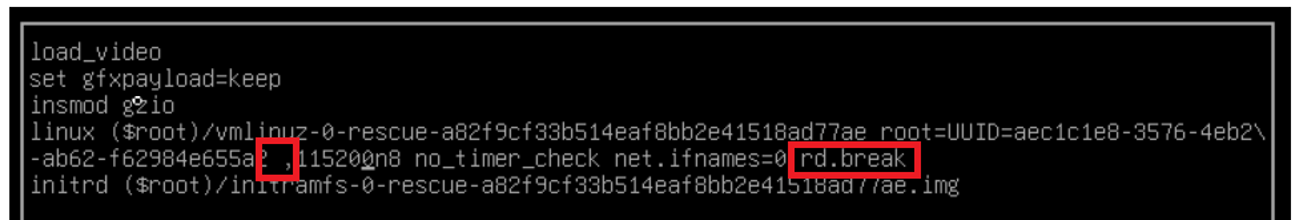 load_video
set gfxpayload=keep
insmod gzio
linux ($root)/vmlinuz-0-rescue-a82f9cf33b514eaf8bb2e41518ad77ae root=UUID=aec1c1e8-3576-4eb2\
-ab62-f62984e655a2 ,115200n8 no_timer_check net.ifnames=0 rd.break
initrd ($root)/initramfs-0-rescue-a82f9cf33b514eaf8bb2e41518ad77ae.img